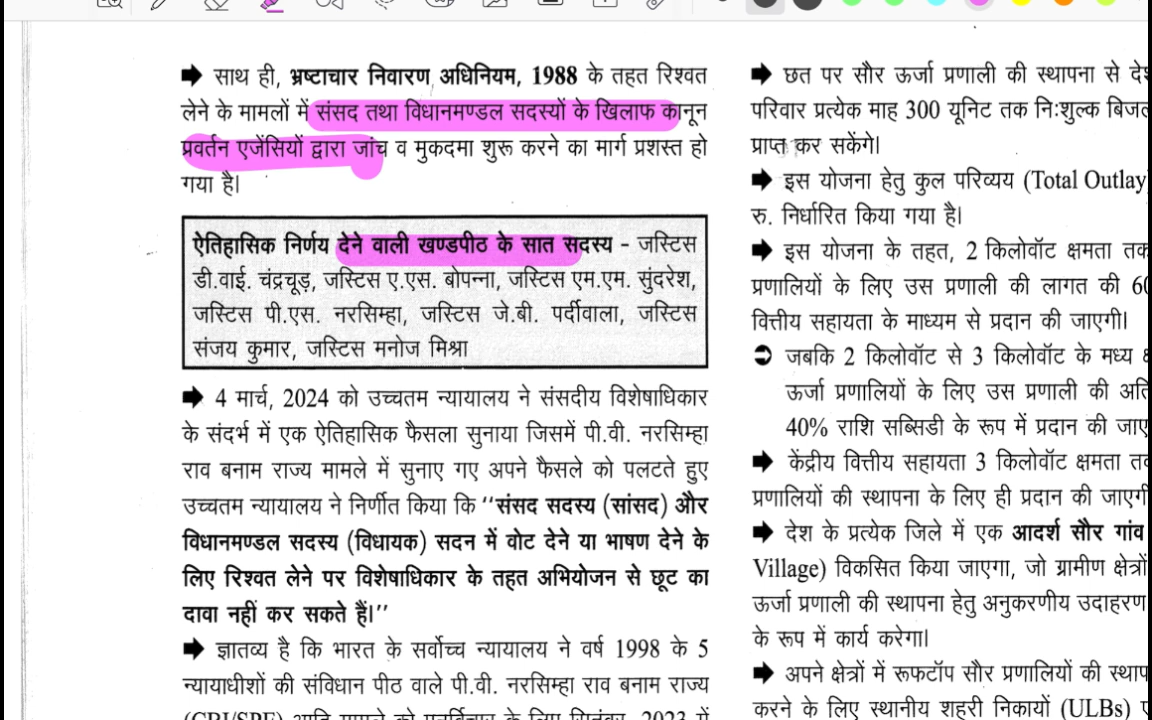 ➡ साथ ही, भ्रष्टाचार निवारण अधिनियम, 1988 के तहत रिश्वत
लेने के मामलों में संसद तथा विधानमण्डल सदस्यों के खिलाफ कानून
प्रवर्तन एजेंसियों द्वारा जांच व मुकदमा शुरू करने का मार्ग प्रशस्त हो
गया है।
ऐतिहासिक निर्णय देने वाली खण्डपीठ के सात सदस्य – जस्टिस
डी.वाई. चंद्रचूड़, जस्टिस ए.एस. बोपन्ना, जस्टिस एम.एम. सुंदरेश,
जस्टिस पी.एस. नरसिम्हा, जस्टिस जे.बी. पर्दीवाला, जस्टिस
संजय कुमार, जस्टिस मनोज मिश्रा
➡ 4 मार्च, 2024 को उच्चतम न्यायालय ने संसदीय विशेषाधिकार
के संदर्भ में एक ऐतिहासिक फैसला सुनाया जिसमें पी.वी. नरसिम्हा
राव बनाम राज्य मामले में सुनाए गए अपने फैसले को पलटते हुए
उच्चतम न्यायालय ने निर्णीत किया कि ''संसद सदस्य (सांसद) और
विधानमण्डल सदस्य (विधायक) सदन में वोट देने या भाषण देने के
लिए रिश्वत लेने पर विशेषाधिकार के तहत अभियोजन से छूट का
दावा नहीं कर सकते हैं।''
➡ ज्ञातव्य है कि भारत के सर्वोच्च न्यायालय ने वर्ष 1998 के 5
न्यायाधीशों की संविधान पीठ वाले पी.वी. नरसिम्हा राव बनाम राज्य
➡ छत पर सौर ऊर्जा प्रणाली की स्थापना से
परिवार प्रत्येक माह 300 यूनिट तक नि:शुल्क
प्राप्त कर सकेंगे।
➡ इस योजना हेतु कुल परिव्यय (Total Outlay
रु. निर्धारित किया गया है।
➡ इस योजना के तहत, 2 किलोवॉट क्षमता
प्रणालियों के लिए उस प्रणाली की लागत की
वित्तीय सहायता के माध्यम से प्रदान की जाएगी।
➲ जबकि 2 किलोवॉट से 3 किलोवॉट के मध्य
ऊर्जा प्रणालियों के लिए उस प्रणाली की
40% राशि सब्सिडी के रूप में प्रदान की
➡ केंद्रीय वित्तीय सहायता 3 किलोवॉट क्षमता
प्रणालियों की स्थापना के लिए ही प्रदान की
➡ देश के प्रत्येक जिले में एक आदर्श सौर गांव
Village) विकसित किया जाएगा, जो ग्रामीण क्षेत्रों
ऊर्जा प्रणाली की स्थापना हेतु अनुकरणीय उदाहरण
के रूप में कार्य करेगा।
➡ अपने क्षेत्रों में रूफटॉप सौर प्रणालियों की
करने के लिए स्थानीय शहरी निकायों (ULBs)